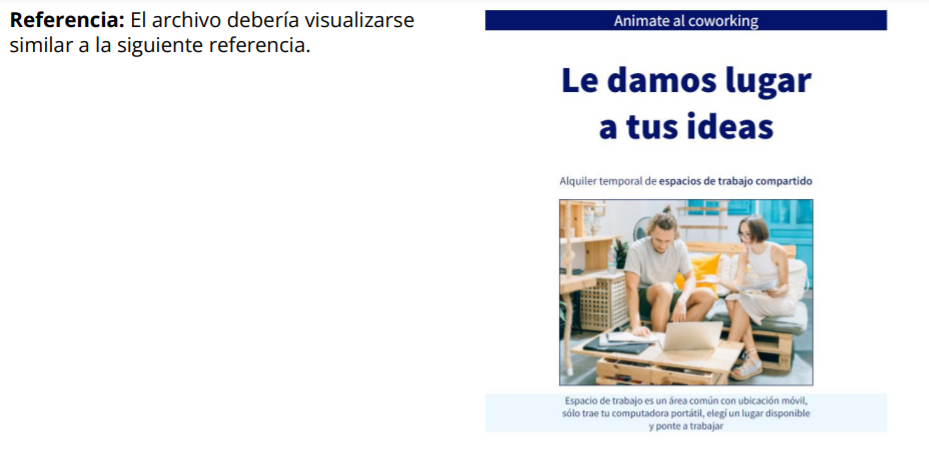 Referencia: El archivo debería visualizarse
similar a la siguiente referencia.
Animate al coworking
Le damos lugar
a tus ideas
Alquiler temporal de espacios de trabajo compartido
Espacio de trabajo es un área común con ubicación móvil,
sólo trae tu computadora portátil, elegí un lugar disponible
y ponte a trabajar